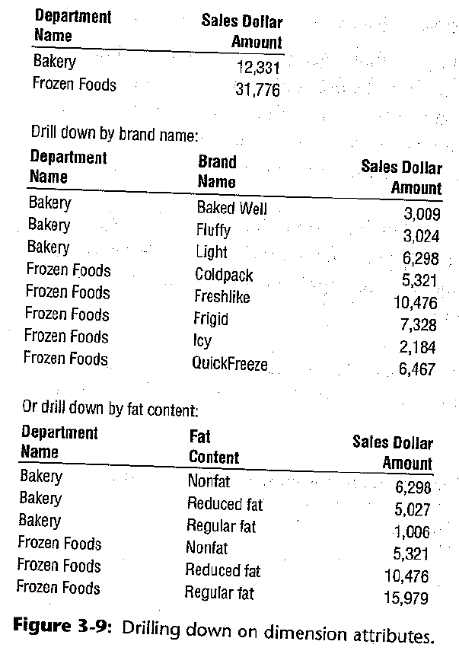 Department Name Sales Dollar Amount
Bakery 12,331
Frozen Foods 31,776
Drill down by brand name:
Department Name Brand Name Sales Dollar Amount
Bakery Baked Well 3,009
Bakery Fluffy 3,024
Bakery Light 6,298
Frozen Foods Coldpack 5,321
Frozen Foods Freshlike 10,476
Frozen Foods Frigid 7,328
Frozen Foods Icy 2,184
Frozen Foods QuickFreeze 6,467
Or drill down by fat content:
Department Name Fat Content Sales Dollar Amount
Bakery Nonfat 6,298
Bakery Reduced fat 5,027
Bakery Regular fat 1,006
Frozen Foods Nonfat 5,321
Frozen Foods Reduced fat 10,476
Frozen Foods Regular fat 15,979
Figure 3-9: Drilling down on dimension attributes.